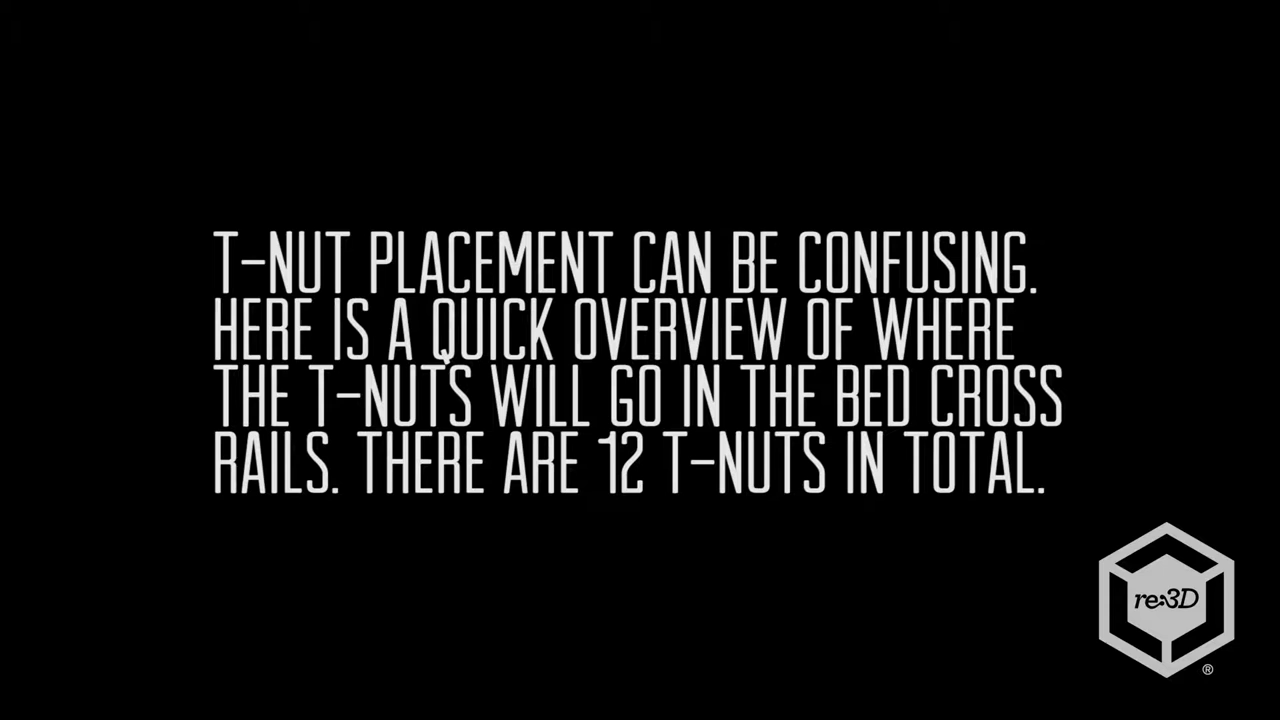 T-NUT PLACEMENT CAN BE CONFUSING.
HERE IS A QUICK OVERVIEW OF WHERE
THE T-NUTS WILL GO IN THE BED CROSS
RAILS. THERE ARE 12 T-NUTS IN TOTAL.
re:3D
®